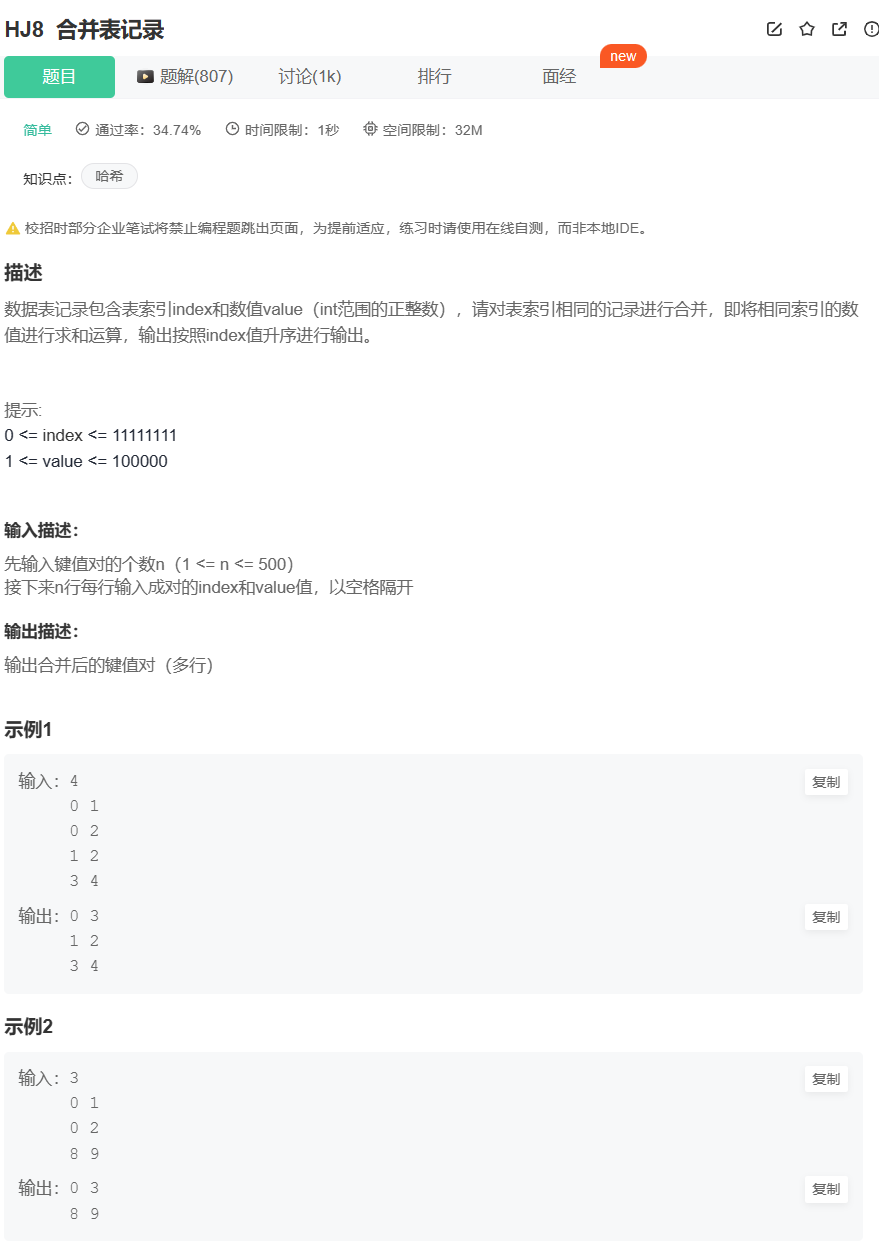 HJ8 合并表记录
new
题目 题解(807) 讨论(1k) 排行 面经
简单 通过率：34.74% 时间限制：1秒 空间限制：32M
知识点： 哈希
校招时部分企业笔试将禁止编程题跳出页面，为提前适应，练习时请使用在线自测，而非本地IDE。
描述
数据表记录包含表索引index和数值value（int范围的正整数），请对表索引相同的记录进行合并，即将相同索引的数
值进行求和运算，输出按照index值升序进行输出。
提示:
0 <= index <= 11111111
1 <= value <= 100000
输入描述：
先输入键值对的个数n（1 <= n <= 500）
接下来n行每行输入成对的index和value值，以空格隔开
输出描述：
输出合并后的键值对（多行）
示例1
输入：4 复制
0 1
0 2
1 2
3 4
输出：0 3 复制
1 2
3 4
示例2
输入：3 复制
0 1
0 2
8 9
输出：0 3 复制
8 9